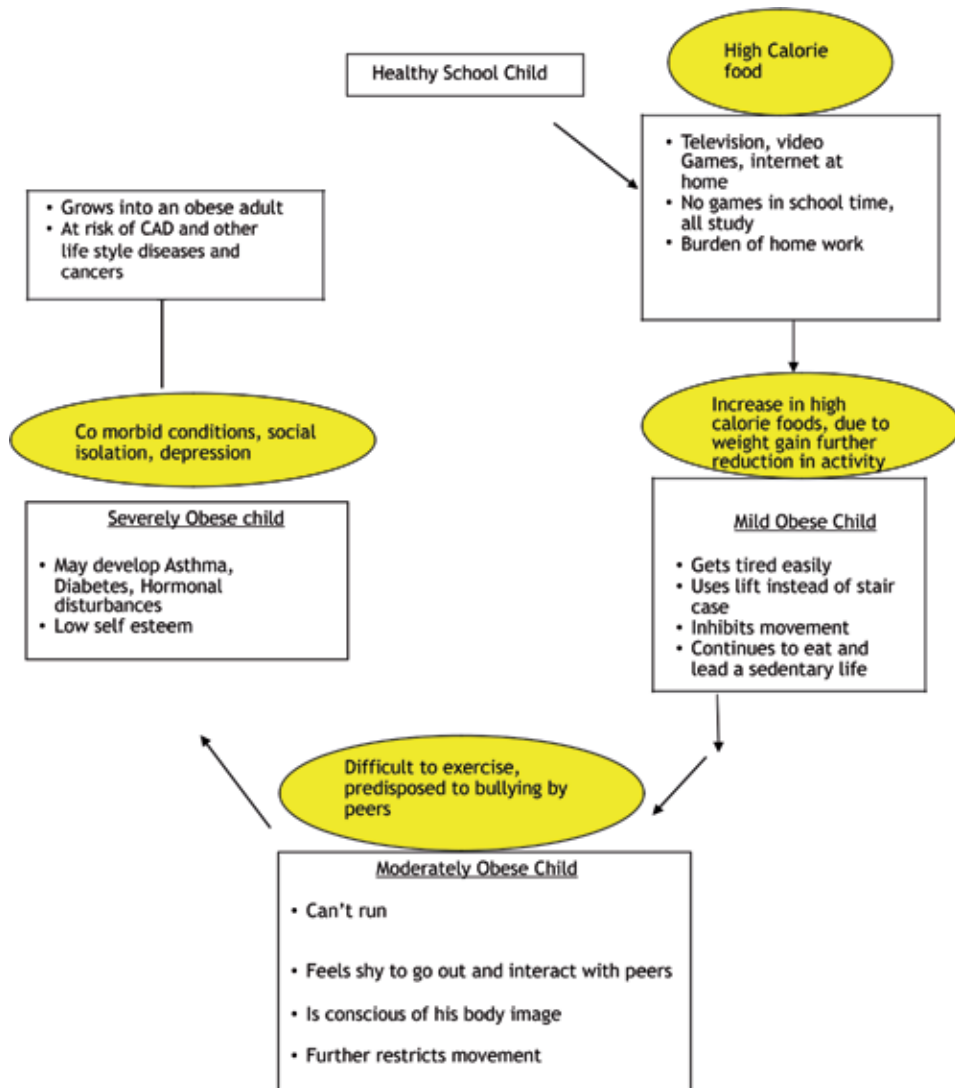 Healthy School Child
High Calorie
food
• Television, video
Games, internet at
home
• No games in school time,
all study
• Burden of home work
Increase in high
calorie foods, due to
weight gain further
reduction in activity
Mild Obese Child
• Gets tired easily
• Uses lift instead of stair
case
• Inhibits movement
• Continues to eat and
lead a sedentary life
Difficult to exercise,
predisposed to bullying by
peers
Moderately Obese Child
• Can’t run
• Feels shy to go out and interact with peers
• Is conscious of his body image
• Further restricts movement
Severely Obese child
• May develop Asthma,
Diabetes, Hormonal
disturbances
• Low self esteem
Co morbid conditions, social
isolation, depression
• Grows into an obese adult
• At risk of CAD and other
life style diseases and
cancers